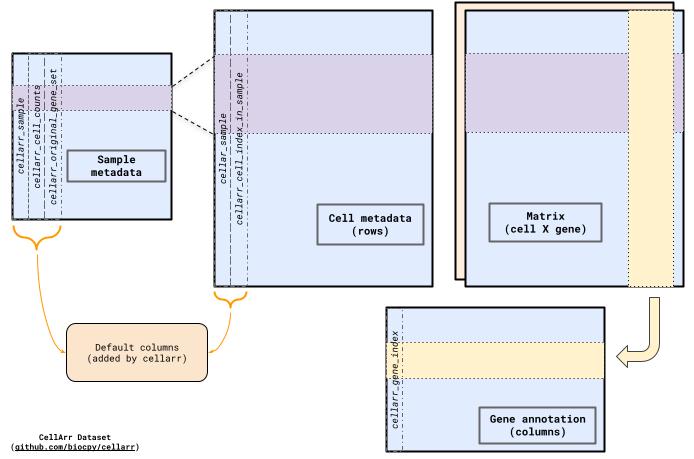 cellarr_sample
cellarr_cell_counts
cellarr_original_gene_set
Sample
metadata
cellar_sample
cellarr_cell_index_in_sample
Cell metadata
(rows)
Matrix
(cell X gene)
Default columns
(added by cellarr)
cellarr_gene_index
Gene annotation
(columns)
CellArr Dataset
(github.com/biocpy/cellarr)